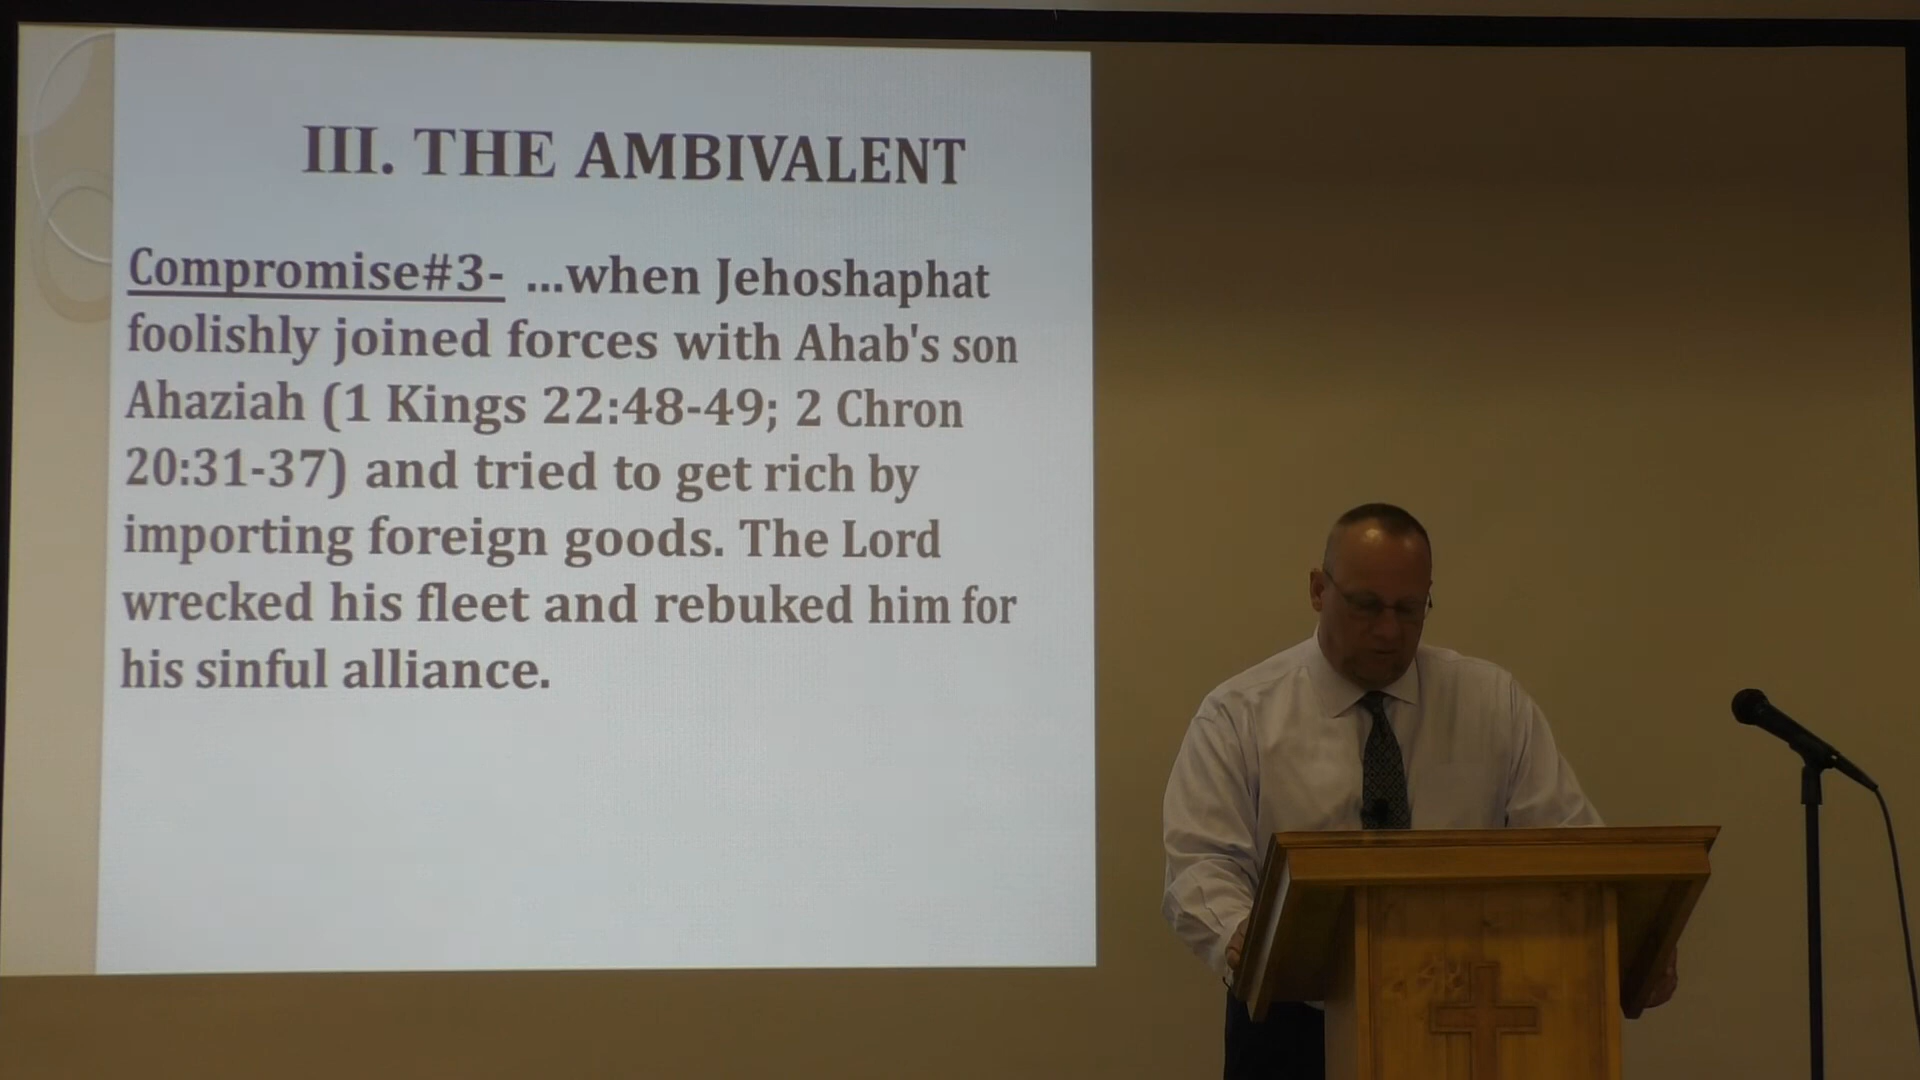 III. THE AMBIVALENT
Compromise#3- ...when Jehoshaphat
foolishly joined forces with Ahab's son
Ahaziah (1 Kings 22:48-49; 2 Chron
20:31-37) and tried to get rich by
importing foreign goods. The Lord
wrecked his fleet and rebuked him for
his sinful alliance.